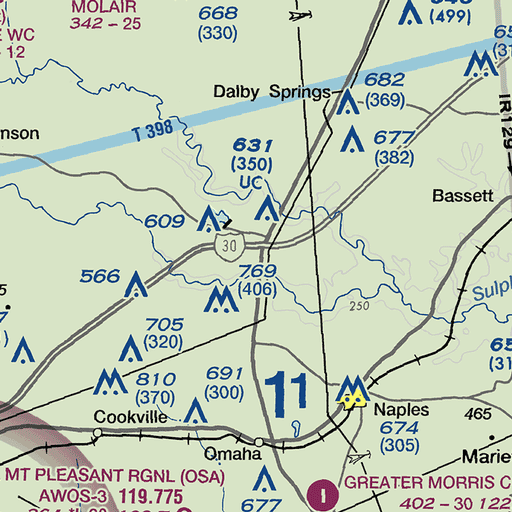 MOLAIR
342 – 25
WC
- 12
668
(330)
(499)
682
(369)
Dalby Springs
677
(382)
T 398
631
(350)
UC
IR129
Bassett
609
30
769
(406)
566
250
705
(320)
810
(370)
691
(300)
11
Cookville
Omaha
Naples
674
(305)
465
MT PLEASANT RGNL (OSA)
AWOS-3 119.775
677
GREATER MORRIS C
402 – 30 122